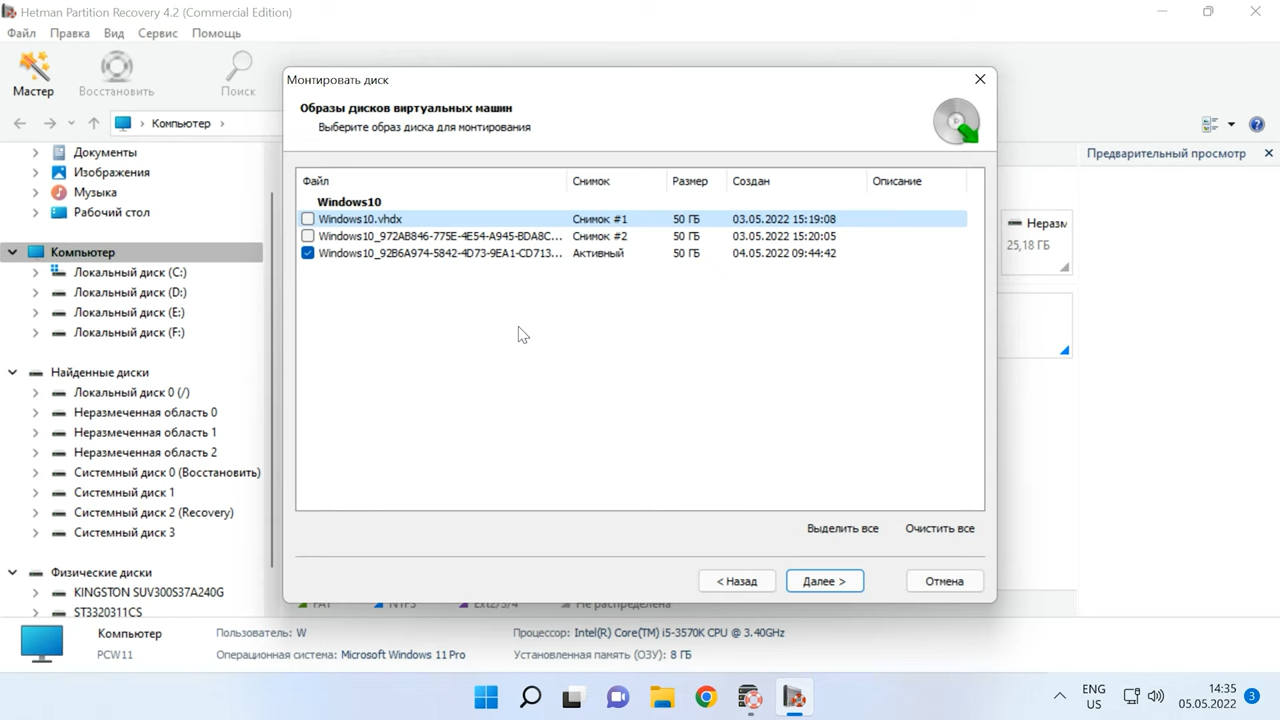 Hetman Partition Recovery 4.2 (Commercial Edition)
Файл Правка Вид Сервис Помощь
Мастер Восстановить Поиск
Компьютер
Предварительный просмотр
Документы
Изображения
Музыка
Рабочий стол
Компьютер
Локальный диск (C:)
Локальный диск (D:)
Локальный диск (E:)
Локальный диск (F:)
Найденные диски
Локальный диск 0 (/)
Неразмеченная область 0
Неразмеченная область 1
Неразмеченная область 2
Системный диск 0 (Восстановить)
Системный диск 1
Системный диск 2 (Recovery)
Системный диск 3
Физические диски
KINGSTON SUV300S37A240G
ST3320311CS
Монтировать диск
Образы дисков виртуальных машин
Выберите образ диска для монтирования
Файл Снимок Размер Создан Описание
Windows10
Windows10.vhdx Снимок #1 50 ГБ 03.05.2022 15:19:08
Windows10_972AB846-775E-4E54-A945-BDA8C... Снимок #2 50 ГБ 03.05.2022 15:20:05
Windows10_92B6A974-5842-4D73-9EA1-CD713... Активный 50 ГБ 04.05.2022 09:44:42
Выделить все Очистить все
< Назад Далее > Отмена
Неразм
25,18 ГБ
FAT NTFS Ext2/3/4 Не распределена
Компьютер Пользователь: W Процессор: Intel(R) Core(TM) i5-3570K CPU @ 3.40GHz
PCW11 Операционная система: Microsoft Windows 11 Pro Установленная память (ОЗУ): 8 ГБ
ENG
US
14:35
05.05.2022
3